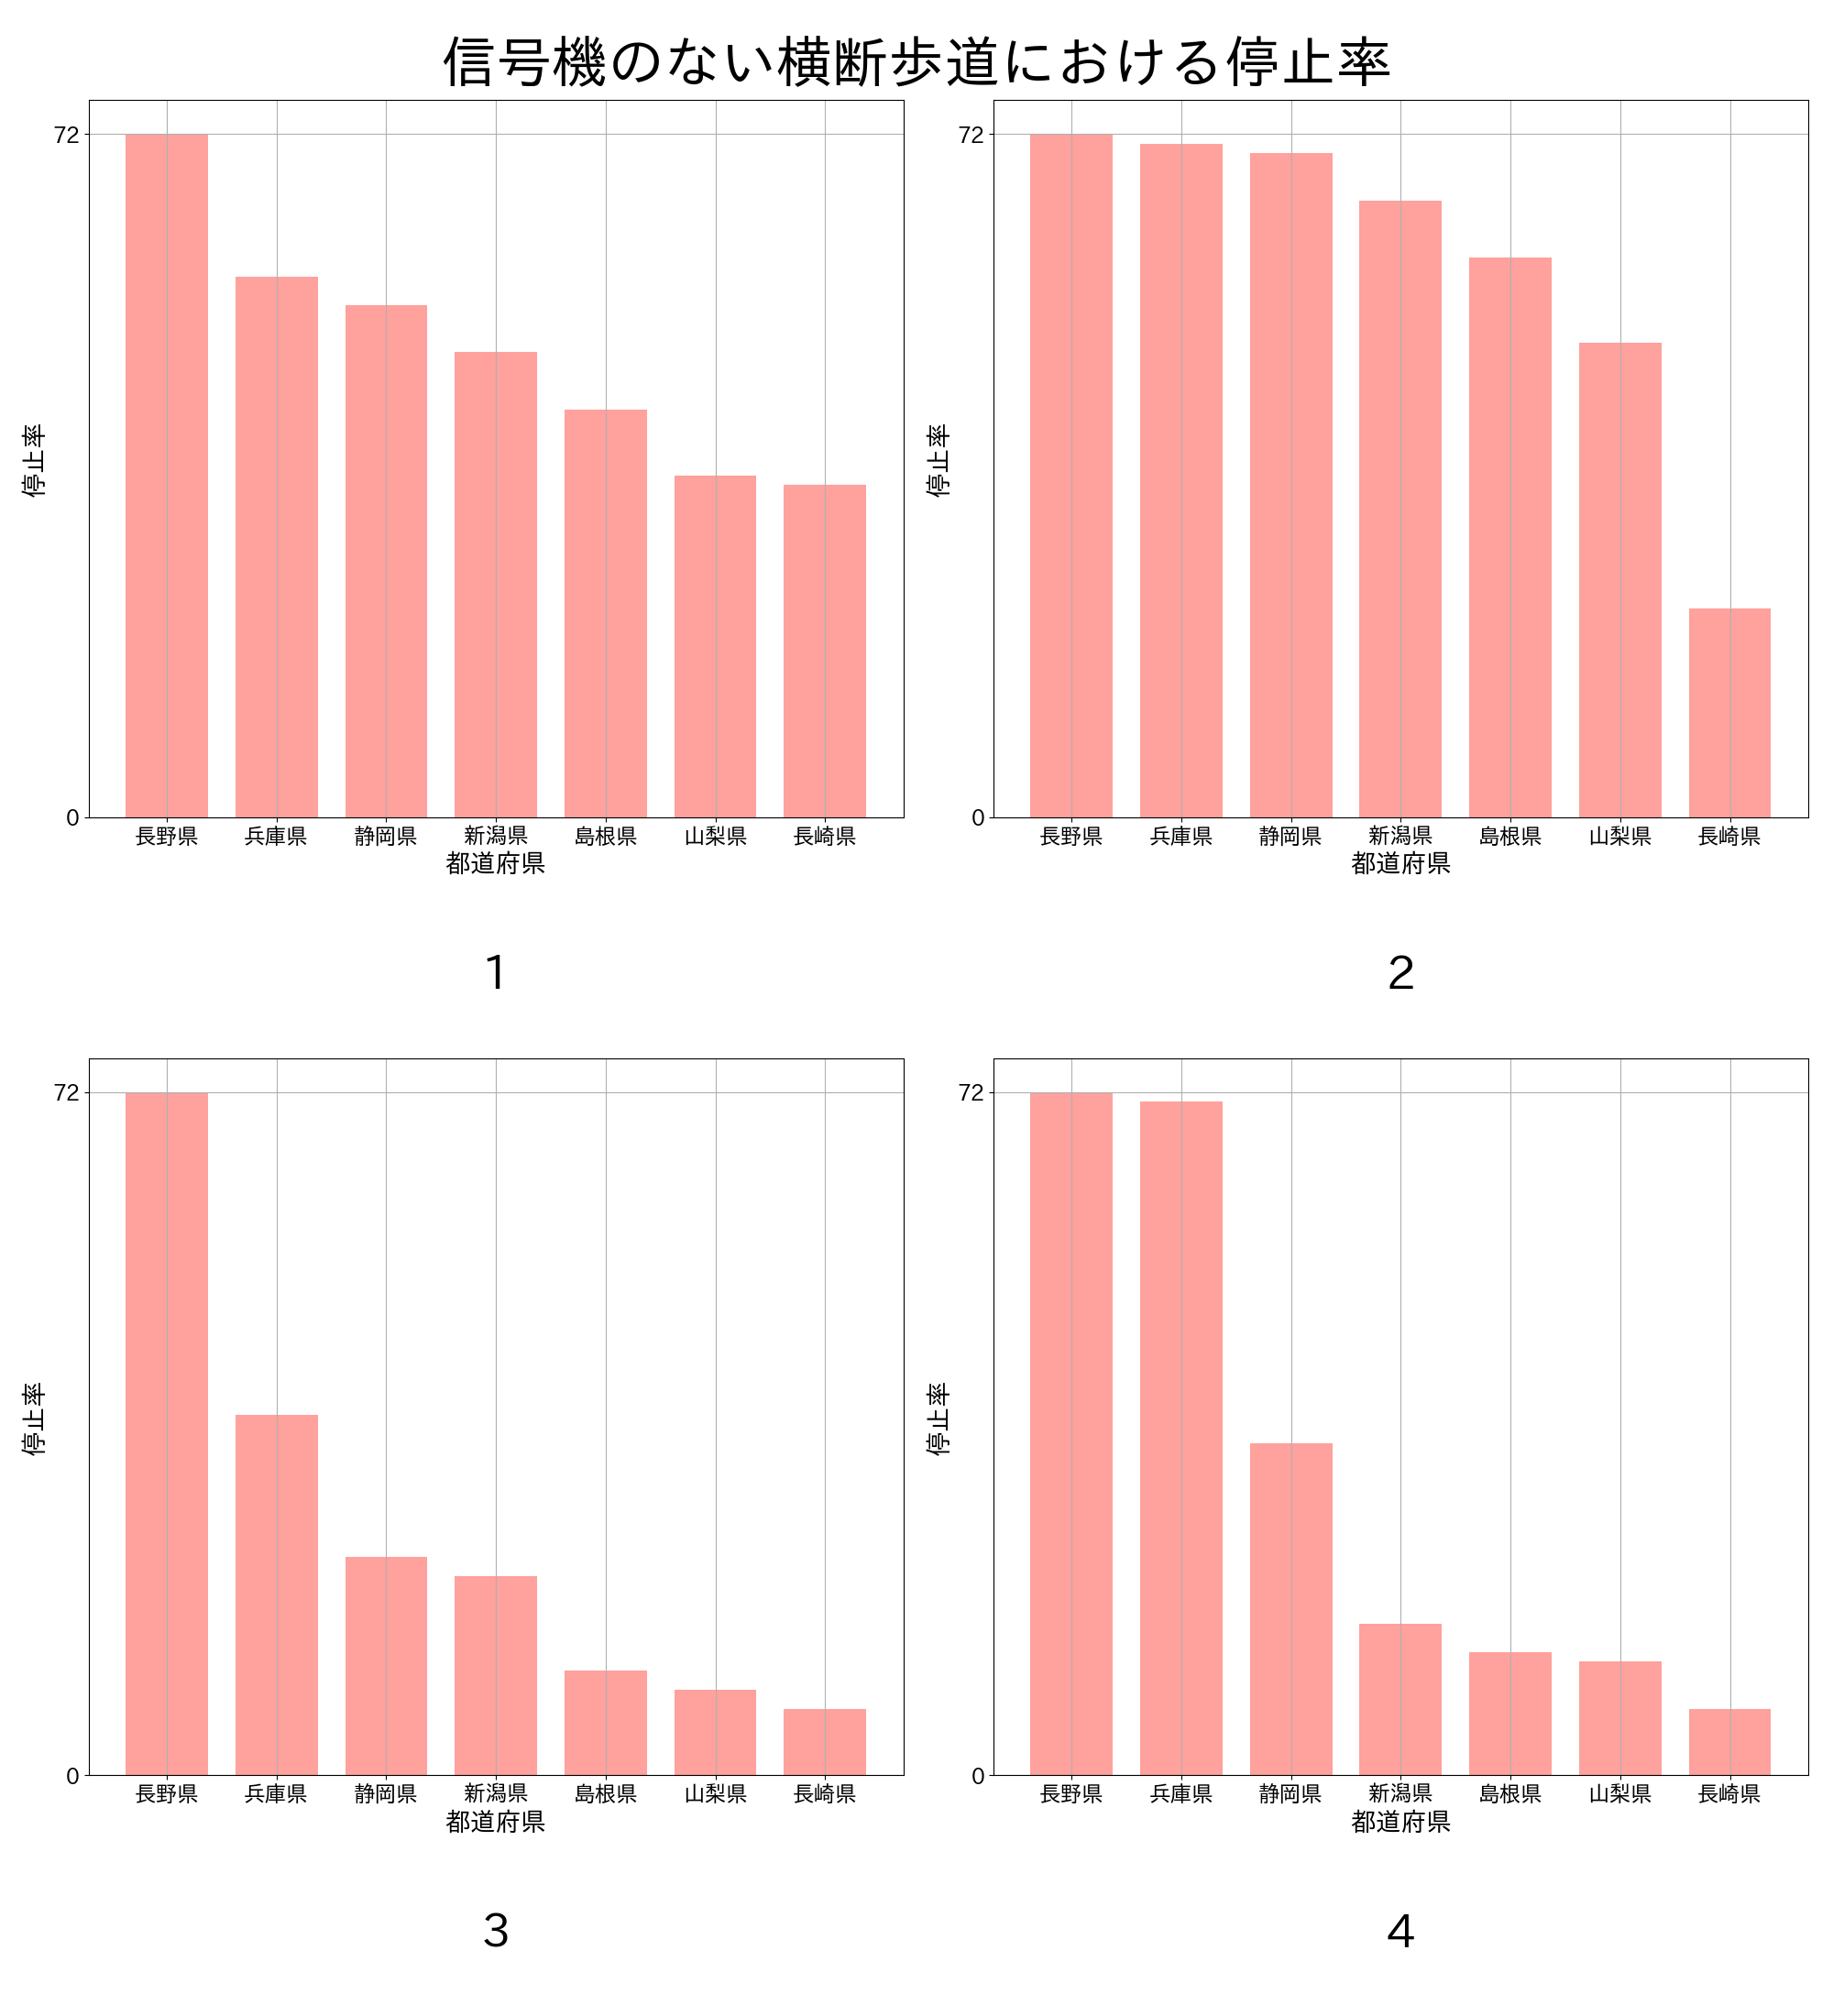 信号機のない横断歩道における停止率
72
0
停止率
長野県 兵庫県 静岡県 新潟県 島根県 山梨県 長崎県
都道府県
1
72
0
停止率
長野県 兵庫県 静岡県 新潟県 島根県 山梨県 長崎県
都道府県
2
72
0
停止率
長野県 兵庫県 静岡県 新潟県 島根県 山梨県 長崎県
都道府県
3
72
0
停止率
長野県 兵庫県 静岡県 新潟県 島根県 山梨県 長崎県
都道府県
4